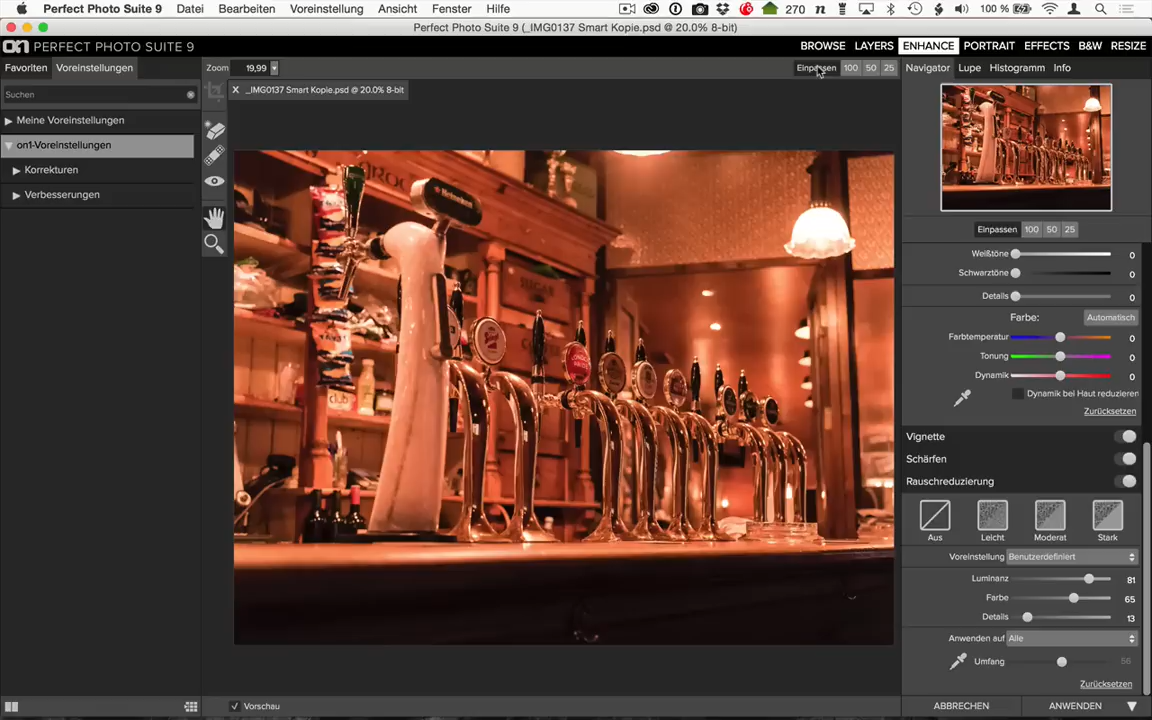 Perfect Photo Suite 9 Datei Bearbeiten Voreinstellung Ansicht Fenster Hilfe 270 100 %
Perfect Photo Suite 9 (_IMG0137 Smart Kopie.psd @ 20.0% 8-bit)
on PERFECT PHOTO SUITE 9 BROWSE LAYERS ENHANCE PORTRAIT EFFECTS B&W RESIZE
Favoriten Voreinstellungen Zoom 19,99 Einpassen 100 50 25 Navigator Lupe Histogramm Info
Suchen
X _IMG0137 Smart Kopie.psd @ 20.0% 8-bit
Meine Voreinstellungen
on1-Voreinstellungen
Korrekturen
Verbesserungen
Heineken
SUGAR
club
Einpassen 100 50 25
Weißtöne 0
Schwarztöne 0
Details 0
Farbe: Automatisch
Farbtemperatur 0
Tonung 0
Dynamik 0
Dynamik bei Haut reduzieren
Zurücksetzen
Vignette
Schärfen
Rauschreduzierung
Aus Leicht Moderat Stark
Voreinstellung Benutzerdefiniert
Luminanz 81
Farbe 65
Details 13
Anwenden auf Alle
Umfang 56
Zurücksetzen
Vorschau ABBRECHEN ANWENDEN